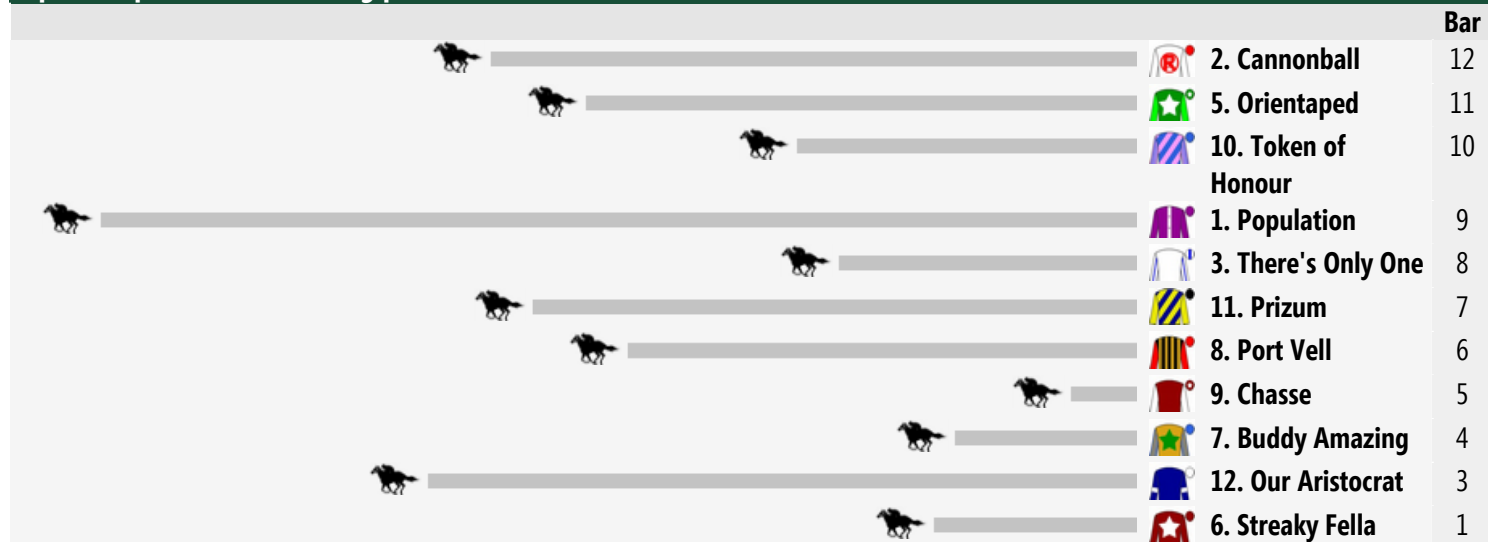 Bar
2. Cannonball 12
R
5. Orientaped 11
10. Token of 10
Honour
1. Population 9
3. There's Only One 8
11. Prizum 7
8. Port Vell 6
9. Chasse 5
7. Buddy Amazing 4
12. Our Aristocrat 3
6. Streaky Fella 1